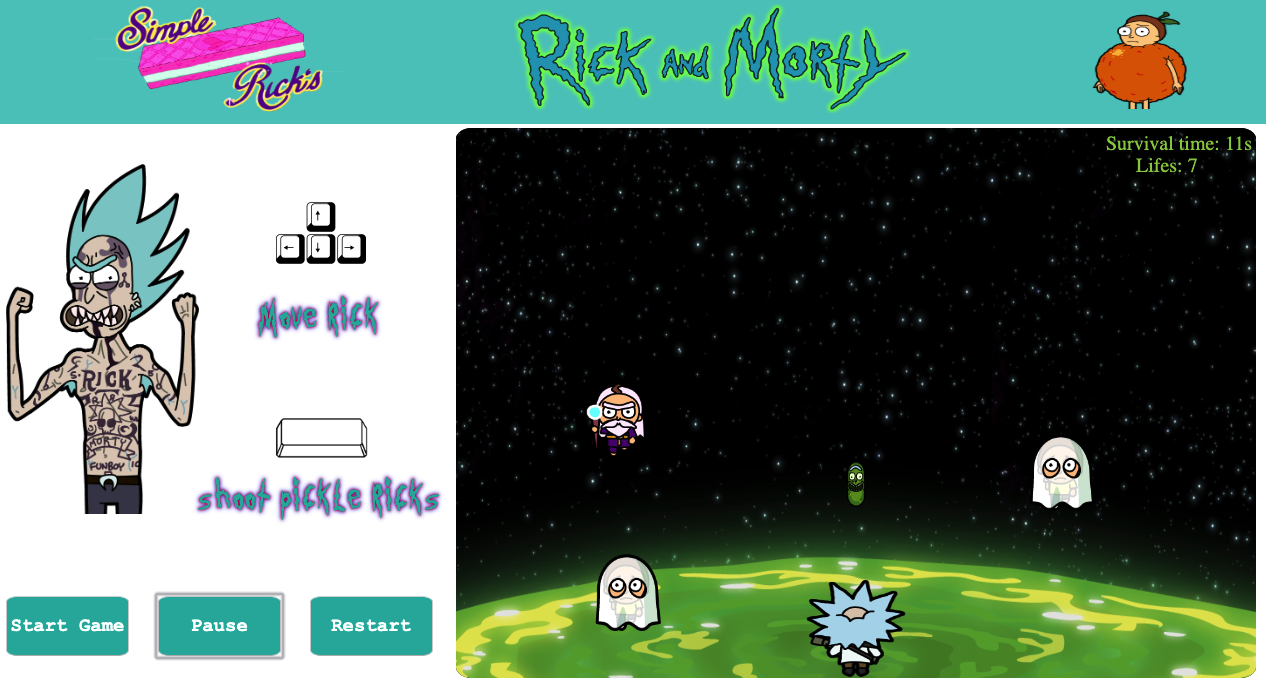 Simple
Rick's
Rick and Morty
Survival time: 11s
Lifes: 7
↑
← ↓ →
Move Rick
RICK
MORTY
FUNBOY
shoot pickle Ricks
Start Game
Pause
Restart